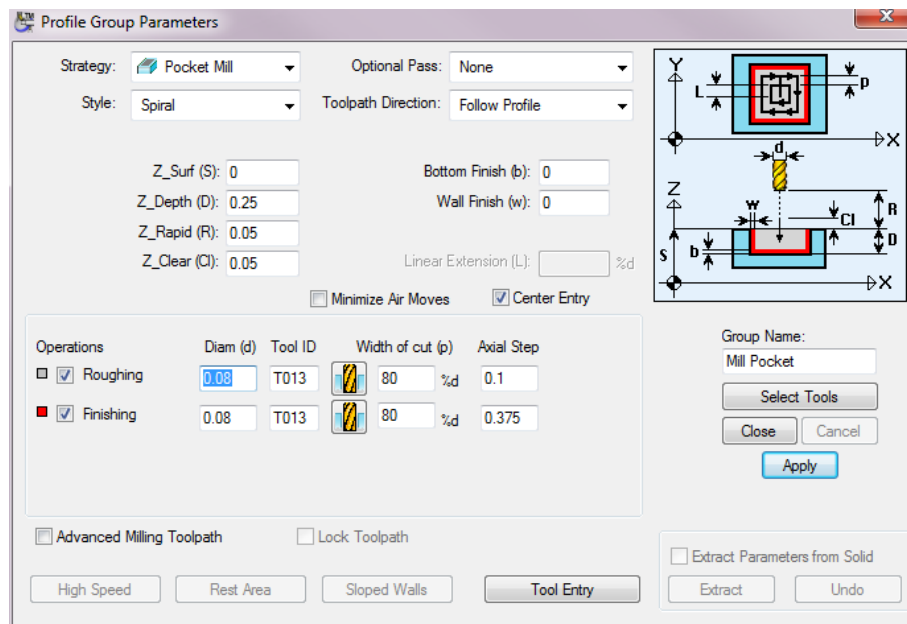 Profile Group Parameters
x
Strategy: Pocket Mill Optional Pass: None
Style: Spiral Toolpath Direction: Follow Profile
Z_Surf (S): 0 Bottom Finish (b): 0
Z_Depth (D): 0.25 Wall Finish (w): 0
Z_Rapid (R): 0.05
Z_Clear (Cl): 0.05 Linear Extension (L): %d
Minimize Air Moves Center Entry
Y
L
p
X
d
Z
w
Cl
R
S
b
D
X
Operations Diam (d) Tool ID Width of cut (p) Axial Step
Roughing 0.08 T013 80 %d 0.1
Finishing 0.08 T013 80 %d 0.375
Group Name:
Mill Pocket
Select Tools
Close Cancel
Apply
Advanced Milling Toolpath Lock Toolpath
High Speed Rest Area Sloped Walls Tool Entry
Extract Parameters from Solid
Extract Undo